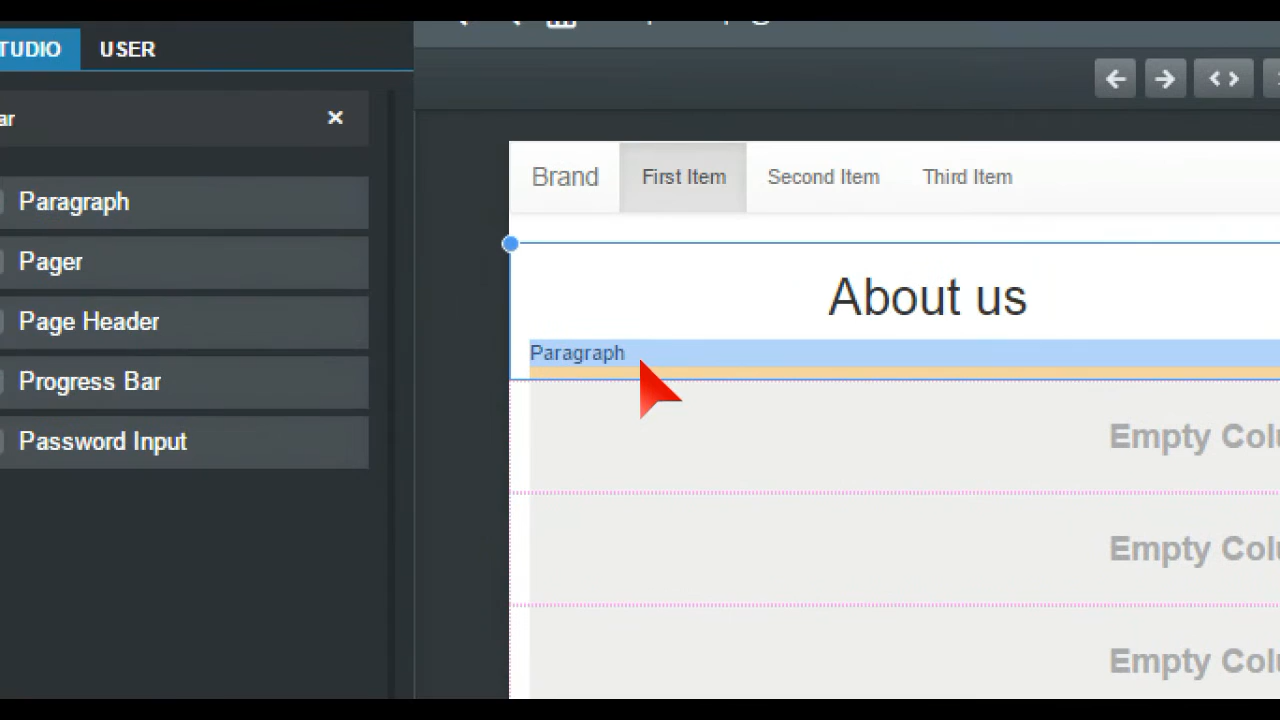 TUDIO USER
ar ×
Paragraph
Pager
Page Header
Progress Bar
Password Input
Brand First Item Second Item Third Item
About us
Paragraph
Empty Colu
Empty Colu
Empty Colu